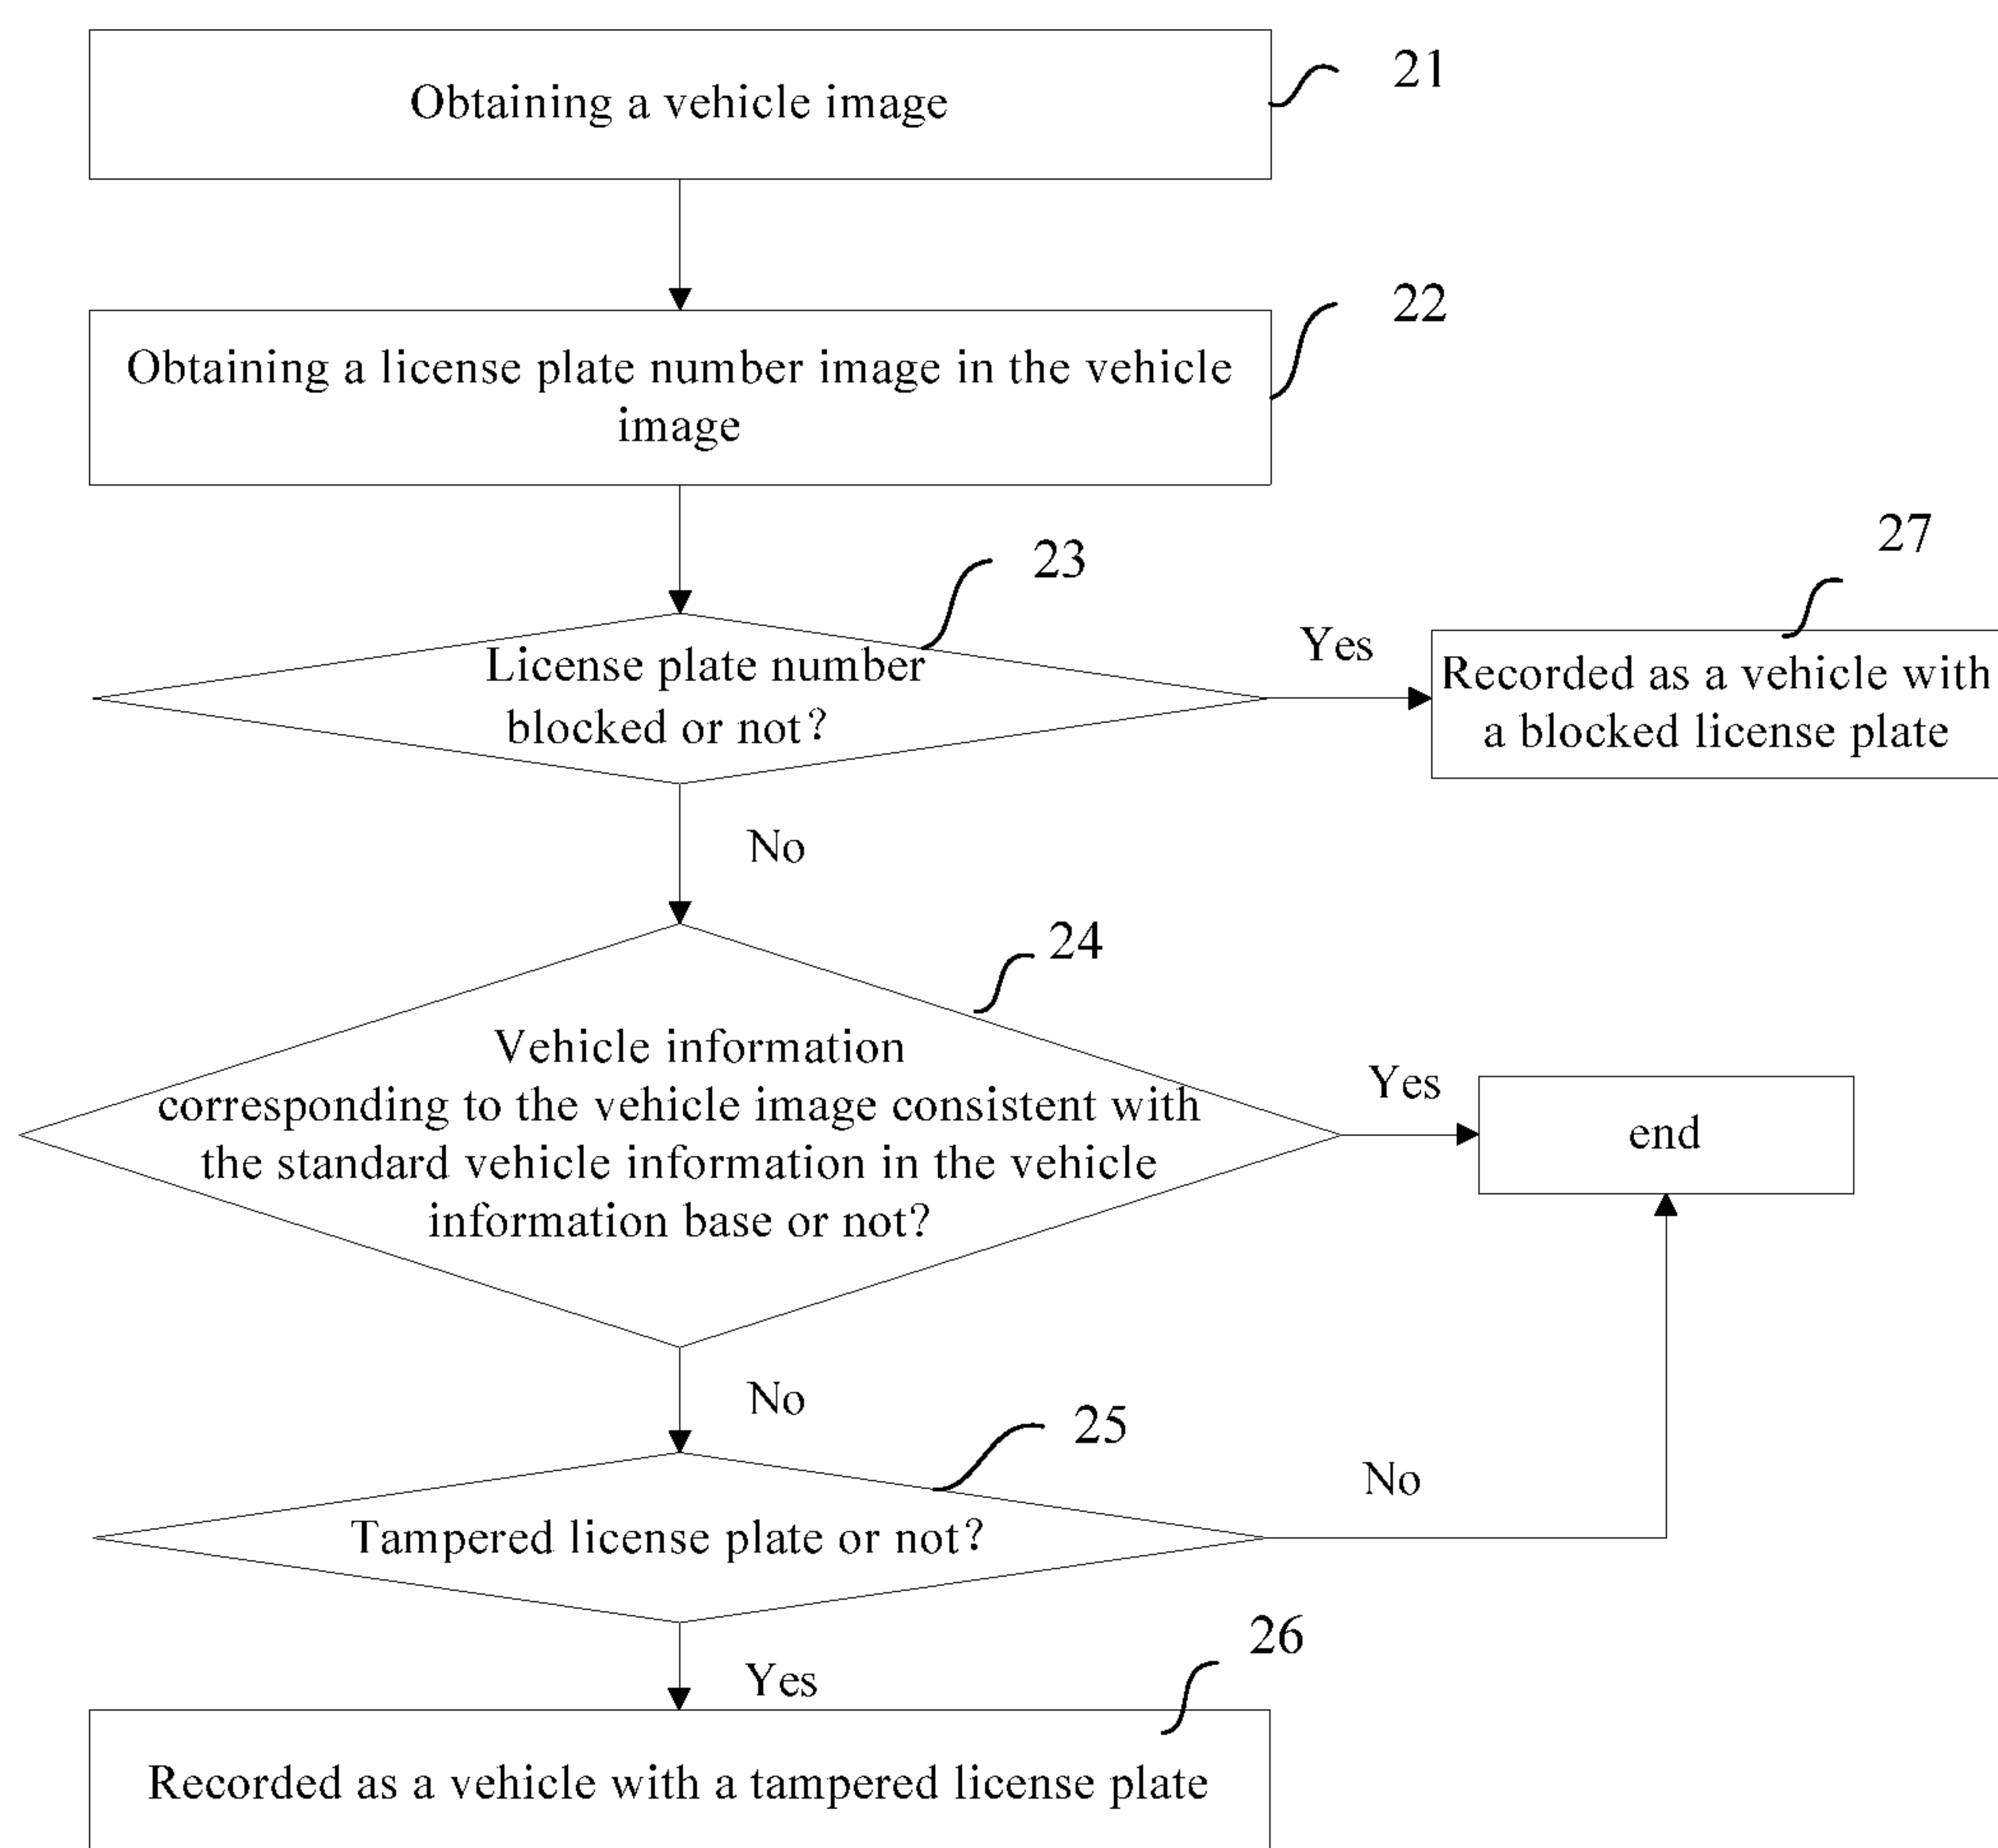 Obtaining a vehicle image
21
Obtaining a license plate number image in the vehicle
image
22
License plate number
blocked or not?
23
Yes
27
Recorded as a vehicle with
a blocked license plate
No
24
Vehicle information
corresponding to the vehicle image consistent with
the standard vehicle information in the vehicle
information base or not?
Yes
end
No
25
Tampered license plate or not?
No
Yes
26
Recorded as a vehicle with a tampered license plate